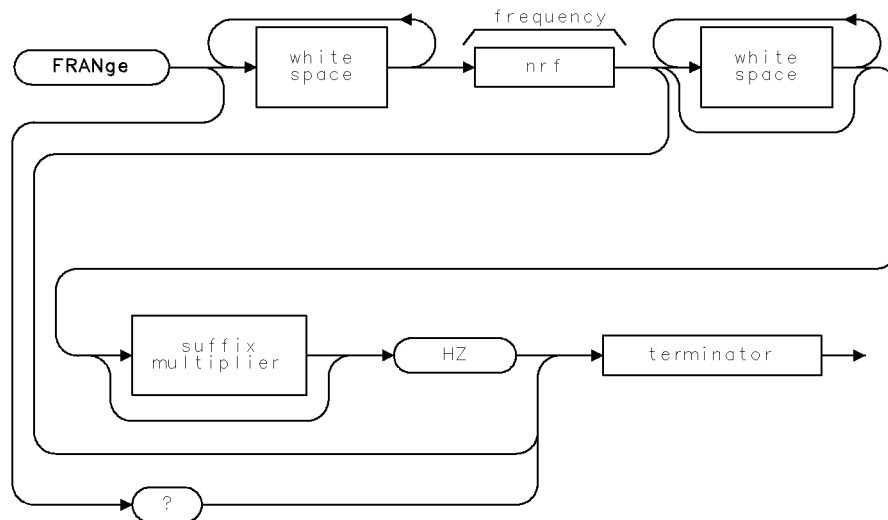 frequency
FRANge
white
space
nrf
white
space
suffix
multiplier
HZ
terminator
?